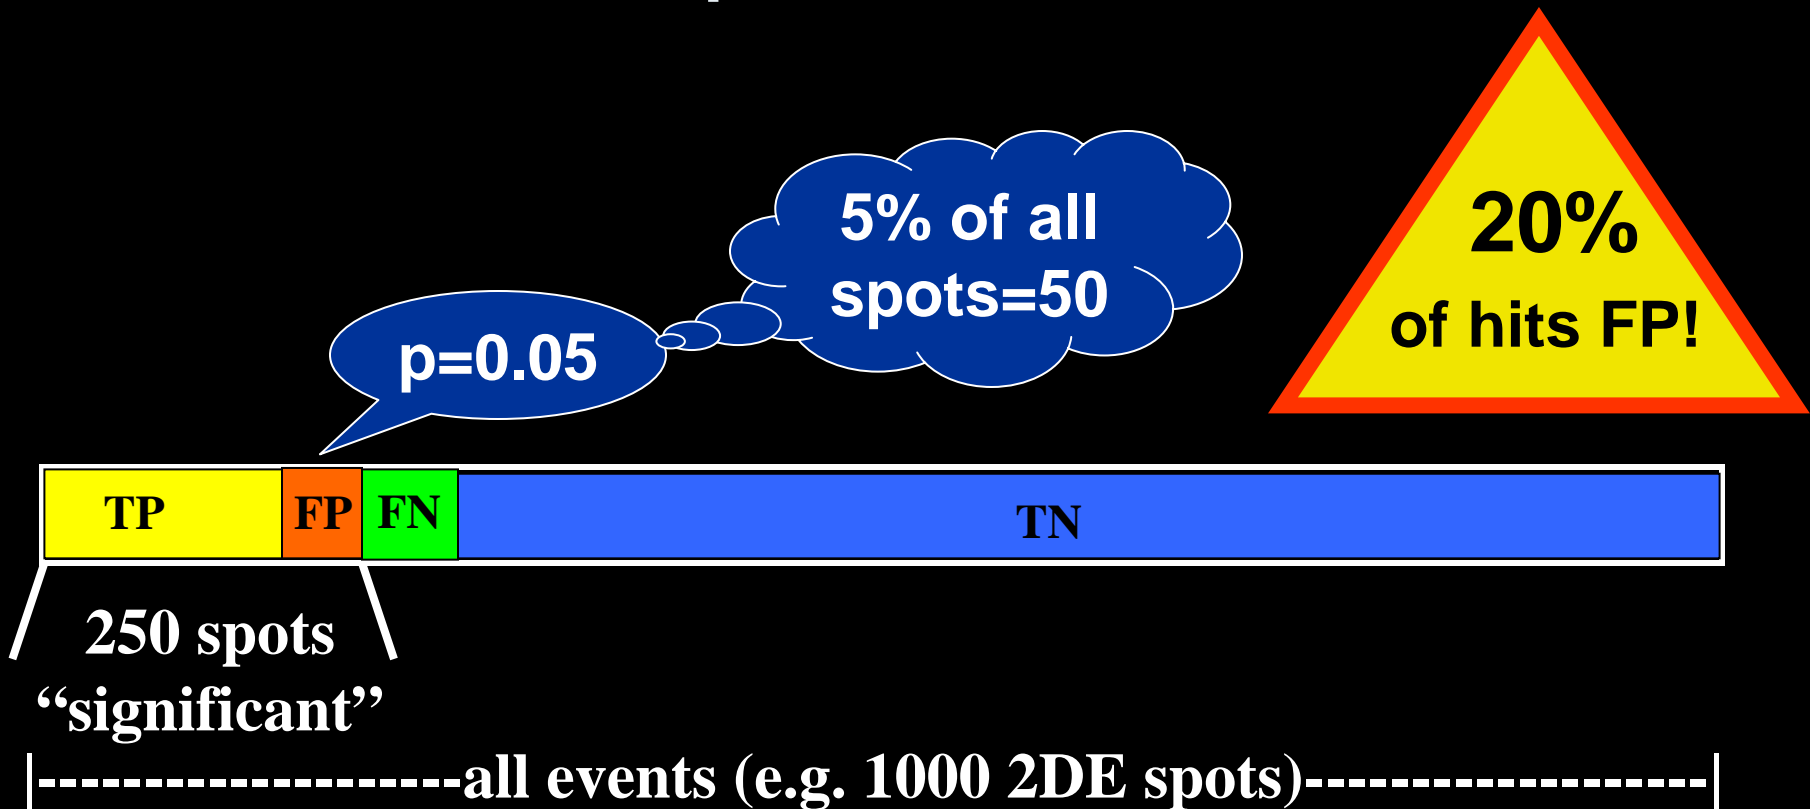 5% of all
spots=50
20%
of hits FP!
p=0.05
TP
FP
FN
TN
250 spots
“significant”
all events (e.g. 1000 2DE spots)